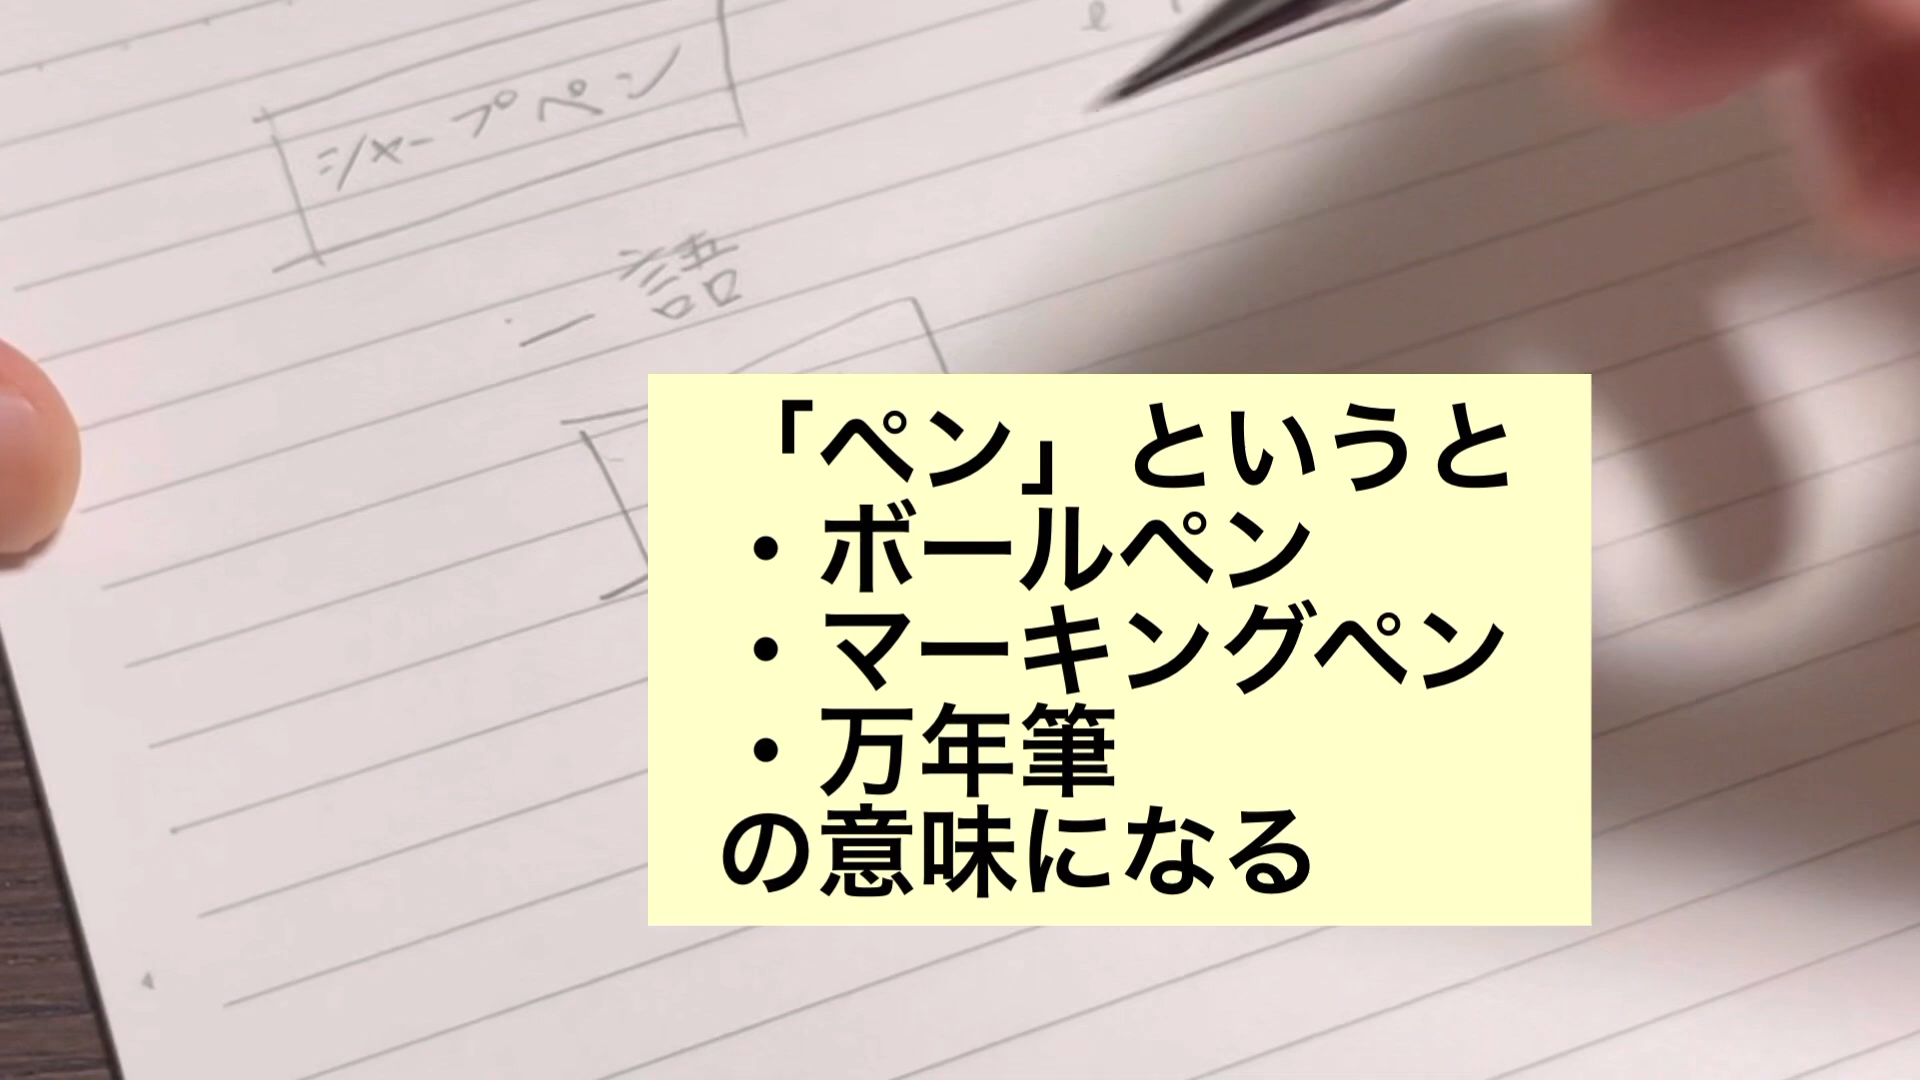 シャープペン
一語
「ペン」というと
・ボールペン
・マーキングペン
・万年筆
の意味になる